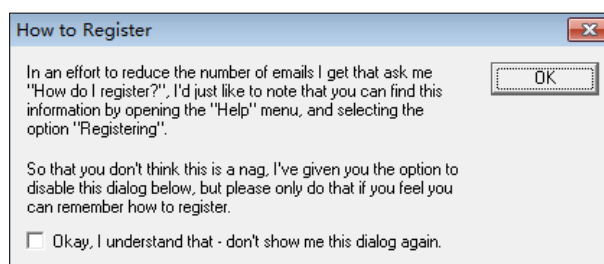 How to Register
In an effort to reduce the number of emails I get that ask me
"How do I register?", I'd just like to note that you can find this
information by opening the "Help" menu, and selecting the
option "Registering".
OK
So that you don't think this is a nag, I've given you the option to
disable this dialog below, but please only do that if you feel you
can remember how to register.
Okay, I understand that - don't show me this dialog again.